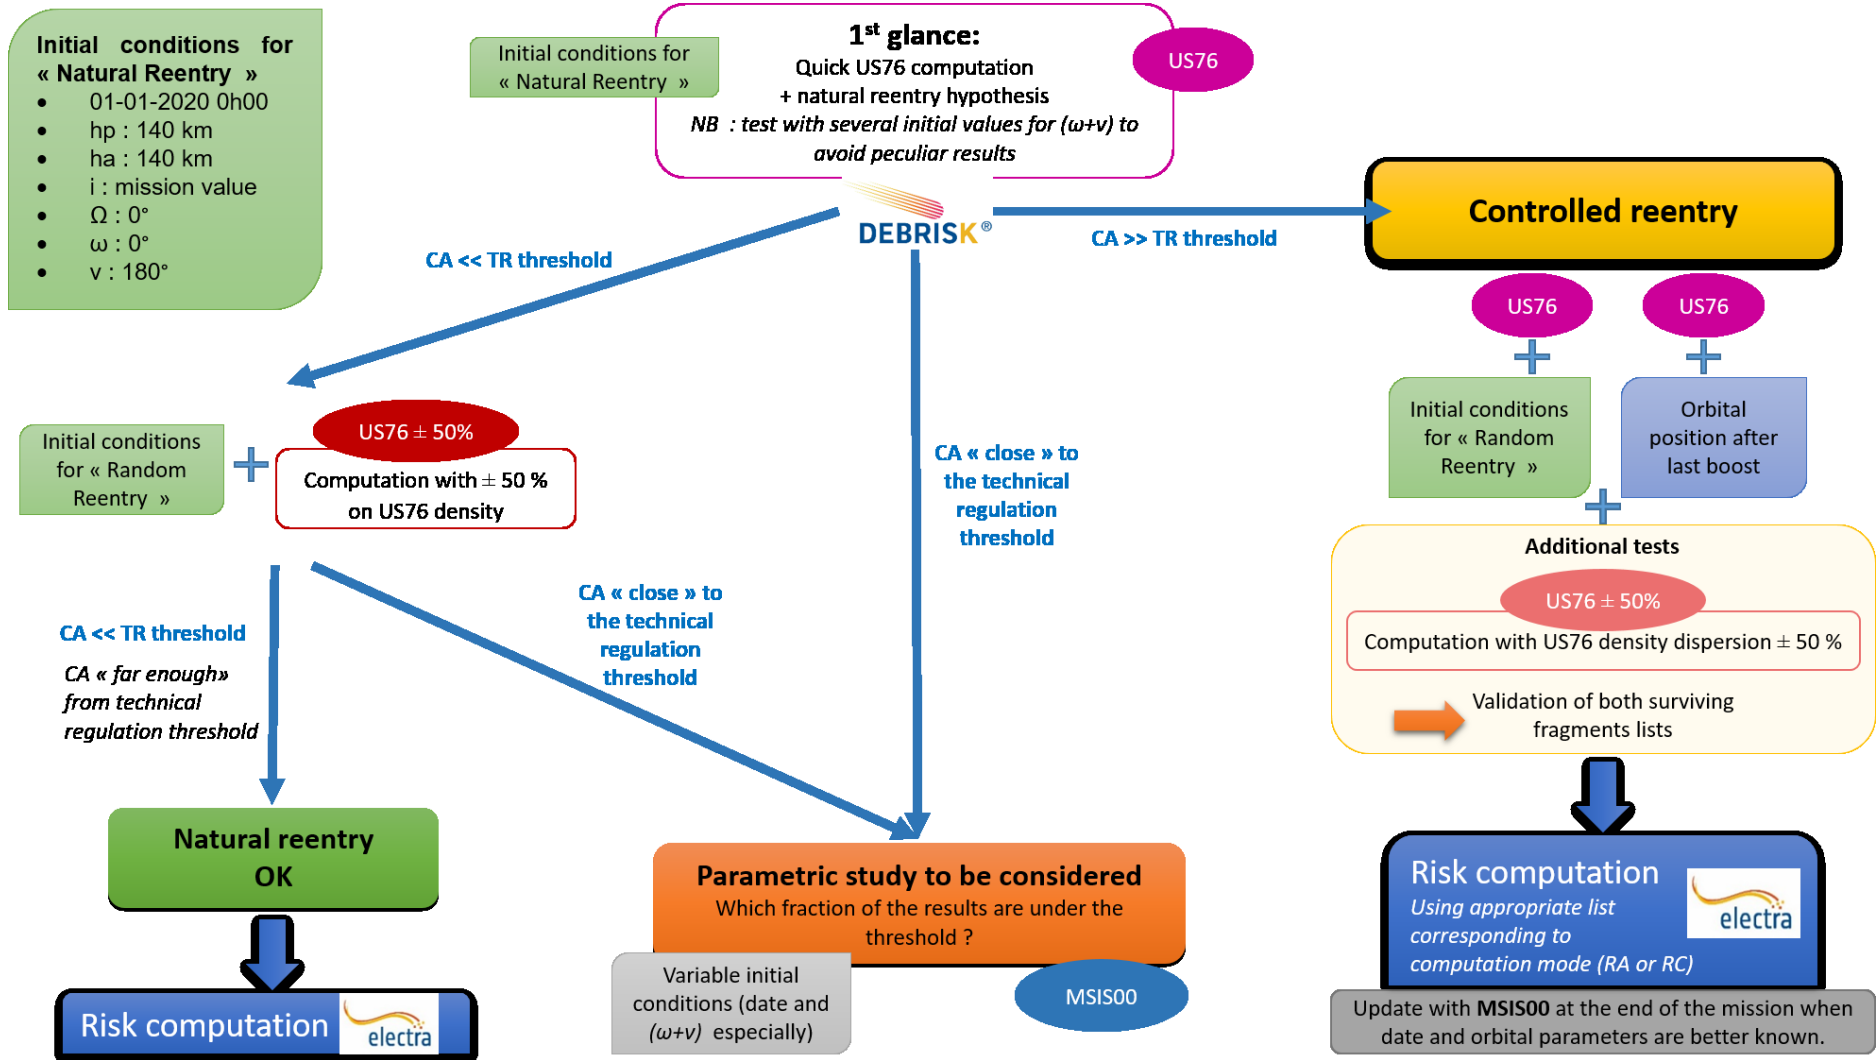 Initial conditions for
« Natural Reentry »
• 01-01-2020 0h00
• hp : 140 km
• ha : 140 km
• i : mission value
• Ω : 0°
• ω : 0°
• v : 180°
Initial conditions for
« Natural Reentry »
1st glance:
Quick US76 computation
+ natural reentry hypothesis
NB : test with several initial values for (ω+v) to
avoid peculiar results
US76
DEBRISK®
CA << TR threshold
CA >> TR threshold
Controlled reentry
US76
US76
+
+
Initial conditions
for « Random
Reentry »
Orbital
position after
last boost
+
Additional tests
US76 ± 50%
Computation with US76 density dispersion ± 50 %
Validation of both surviving
fragments lists
Risk computation
Using appropriate list
corresponding to
computation mode (RA or RC)
electra
Update with MSIS00 at the end of the mission when
date and orbital parameters are better known.
Initial conditions
for « Random
Reentry »
+
US76 ± 50%
Computation with ± 50 %
on US76 density
CA « close » to
the technical
regulation
threshold
CA « close » to
the technical
regulation
threshold
CA << TR threshold
CA « far enough»
from technical
regulation threshold
Natural reentry
OK
Risk computation
electra
Parametric study to be considered
Which fraction of the results are under the
threshold ?
Variable initial
conditions (date and
(ω+v) especially)
MSIS00